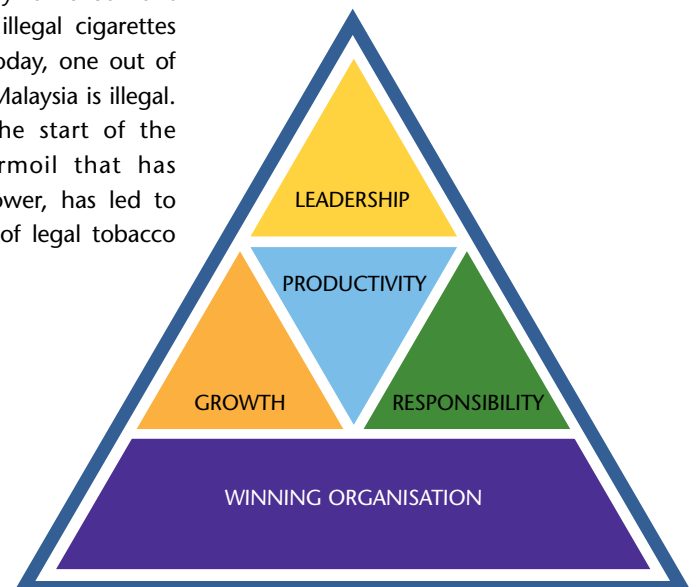 illegal cigarettes
oday, one out of
Malaysia is illegal.
he start of the
rmoil that has
ower, has led to
of legal tobacco
LEADERSHIP
PRODUCTIVITY
GROWTH
RESPONSIBILITY
WINNING ORGANISATION